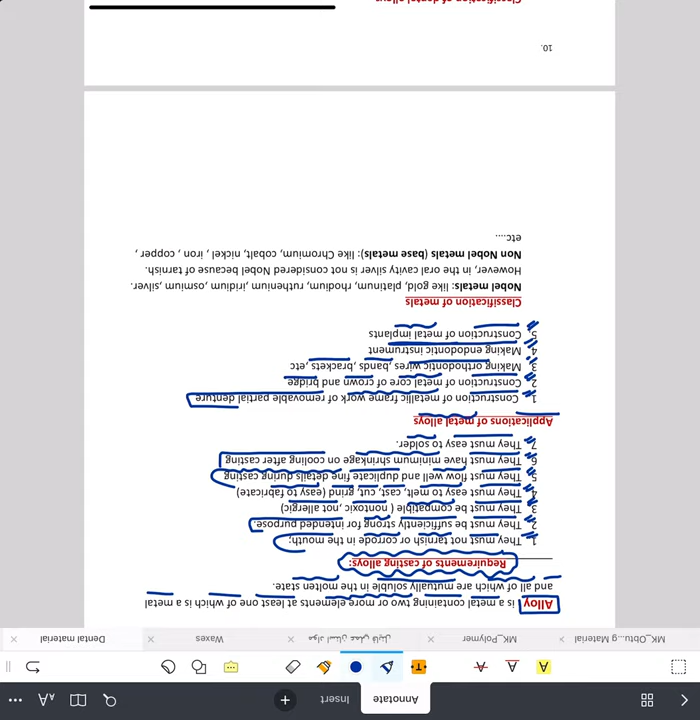 Annotate
Insert
MK_Obtu...g Material
MK_Polymer
مواد اسنان عملي فاينل
Waxes
Dental material
Alloy is a metal containing two or more elements at least one of which is a metal
and all of which are mutually soluble in the molten state.
Requirements of casting alloys:
1. They must not tarnish or corrode in the mouth.
2. They must be sufficiently strong for intended purpose.
3. They must be compatible ( nontoxic ,not allergic)
4. They must easy to melt, cast, cut, grind (easy to fabricate)
5. They must flow well and duplicate fine details during casting
6. They must have minimum shrinkage on cooling after casting
7. They must easy to solder.
Applications of metal alloys
1. Construction of metallic frame work of removable partial denture
2. Construction of metal core of crown and bridge
3. Making orthodontic wires ,bands ,brackets ,etc
4. Making endodontic instrument
5. Construction of metal implants
Classification of metals
Nobel metals: like gold, platinum, rhodium, ruthenium, iridium, osmium, silver.
However, in the oral cavity silver is not considered Nobel because of tarnish.
Non Nobel metals (base metals): like Chromium, cobalt, nickel , iron , copper ,
etc....
10.